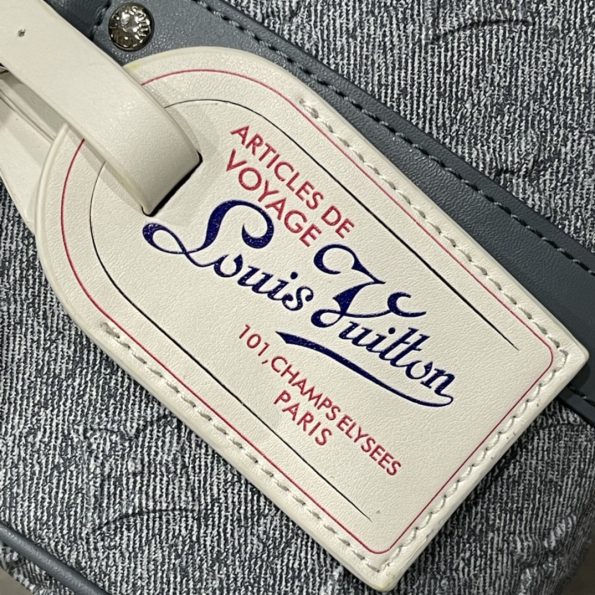 ARTICLES DE
VOYAGE
Louis Vuitton
101, CHAMPS ELYSEES
PARIS